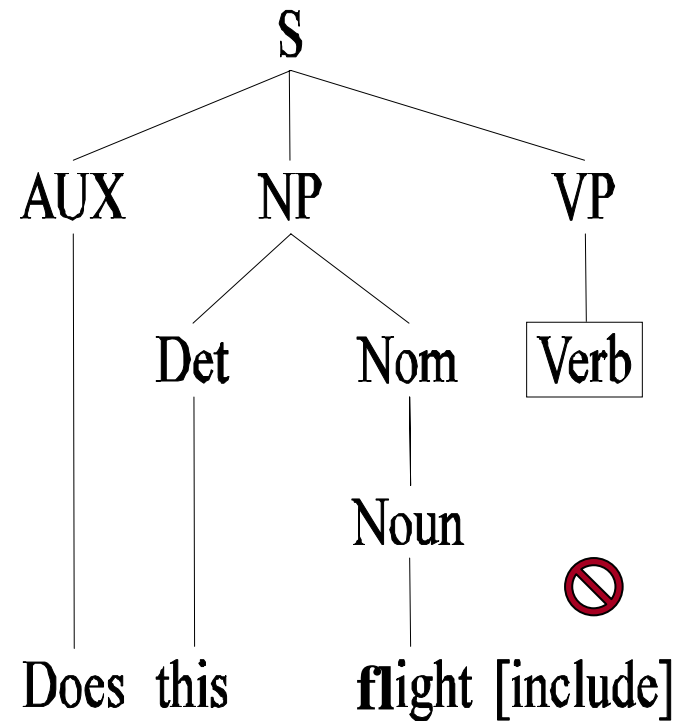 S
AUX NP VP
Det Nom Verb
Noun
Does this flight [include]